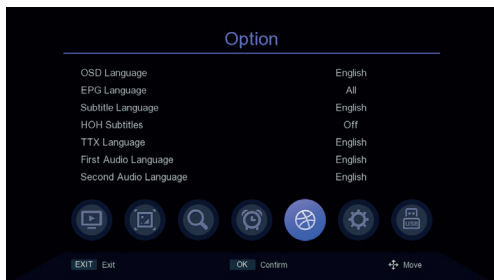 Option
OSD Language English
EPG Language All
Subtitle Language English
HOH Subtitles Off
TTX Language English
First Audio Language English
Second Audio Language English
USB
EXIT Exit OK Confirm Move